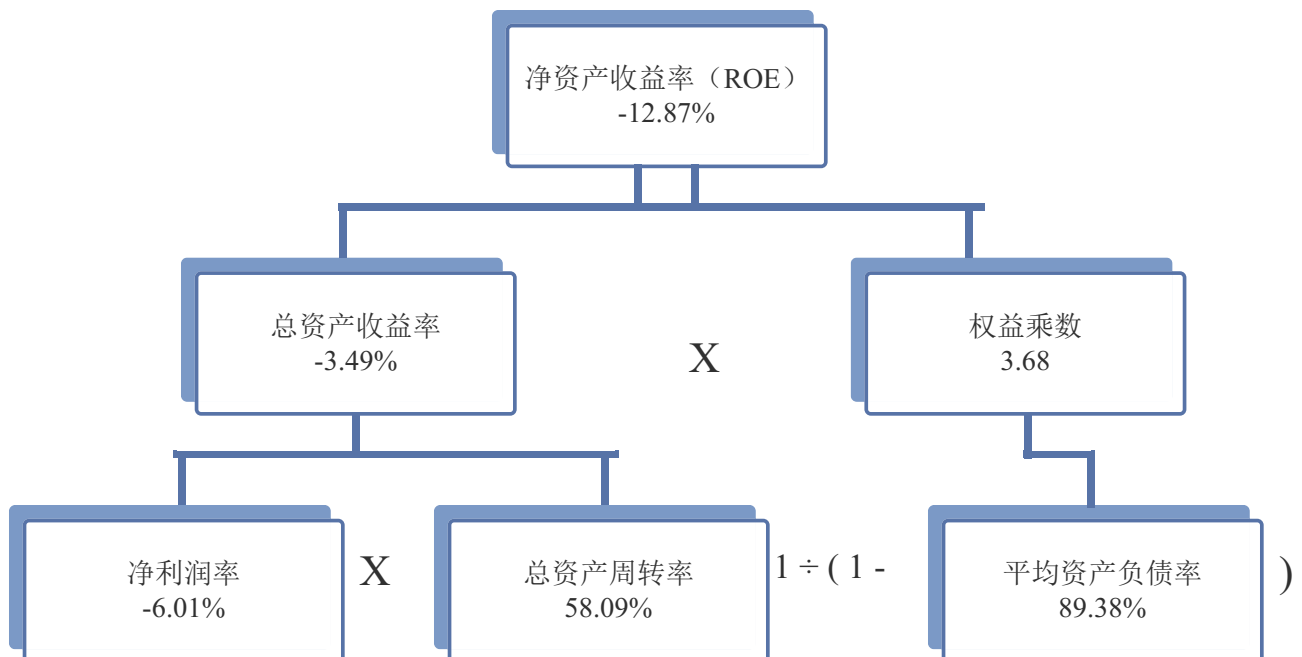 净资产收益率（ROE）
-12.87%
总资产收益率
-3.49%
X
权益乘数
3.68
净利润率
-6.01%
X
总资产周转率
58.09%
1 ÷ ( 1 -
平均资产负债率
89.38%
)